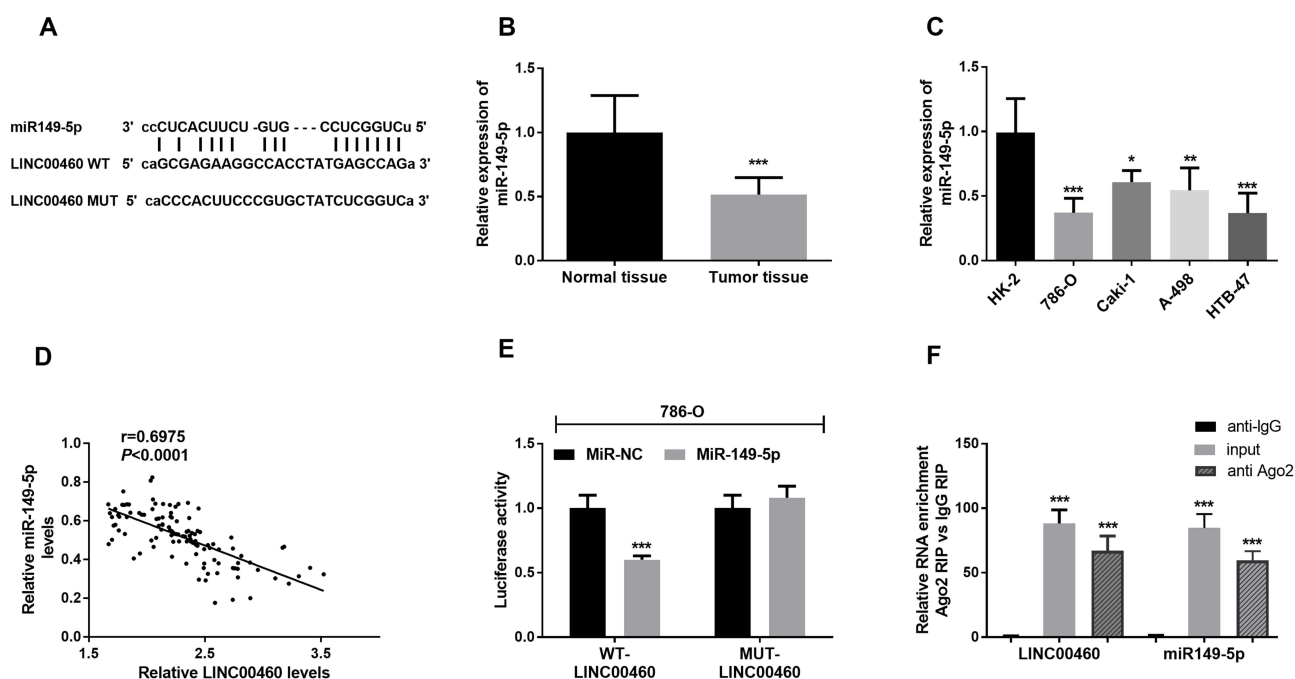 A
miR149-5p 3' ccCUCACUUCU -GUG - - - CCUCGGUCu 5'
LINC00460 WT 5' caGCGAGAAGGCCACCTATGAGCCAGa 3'
LINC00460 MUT 5' caCCCACUUCCCGUGCTATCUCGGUCa 3'
B
Relative expression of
miR-149-5p
1.5
1.0
0.5
0.0
***
Normal tissue
Tumor tissue
C
Relative expression of
miR-149-5p
1.5
1.0
0.5
0.0
***
*
**
***
HK-2
786-O
Caki-1
A-498
HTB-47
D
r=0.6975
P<0.0001
Relative miR-149-5p
levels
1.0
0.8
0.6
0.4
0.2
0.0
1.5
2.5
3.5
Relative LINC00460 levels
E
786-O
MiR-NC
MiR-149-5p
Luciferase activity
1.5
1.0
0.5
0.0
***
WT-
LINC00460
MUT-
LINC00460
F
anti-IgG
input
anti Ago2
Relative RNA enrichment
Ago2 RIP vs IgG RIP
150
100
50
0
***
***
***
***
LINC00460
miR149-5p